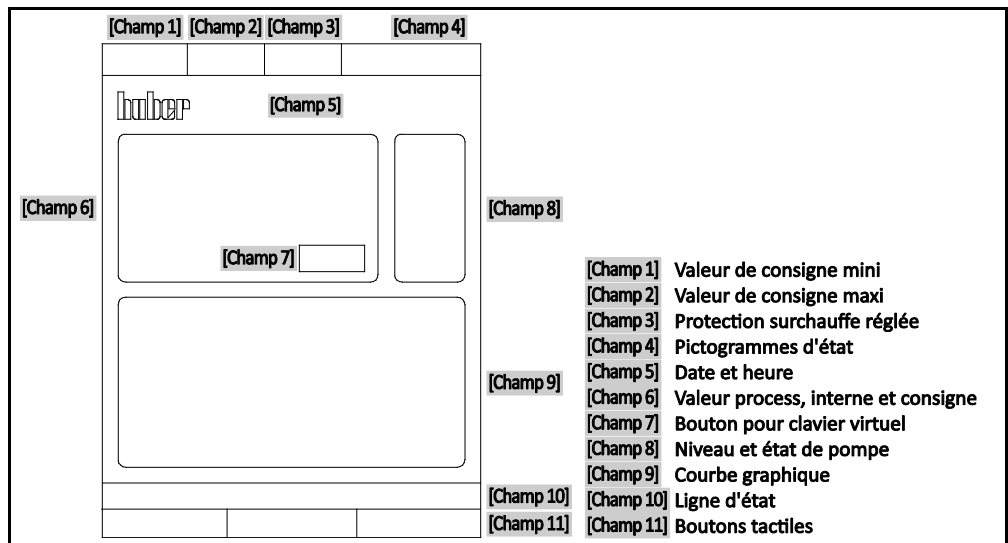 [Champ 1] [Champ 2] [Champ 3] [Champ 4]
huber
[Champ 5]
[Champ 6]
[Champ 8]
[Champ 7]
[Champ 9]
[Champ 10]
[Champ 11]
[Champ 1] Valeur de consigne mini
[Champ 2] Valeur de consigne maxi
[Champ 3] Protection surchauffe réglée
[Champ 4] Pictogrammes d'état
[Champ 5] Date et heure
[Champ 6] Valeur process, interne et consigne
[Champ 7] Bouton pour clavier virtuel
[Champ 8] Niveau et état de pompe
[Champ 9] Courbe graphique
[Champ 10] Ligne d'état
[Champ 11] Boutons tactiles